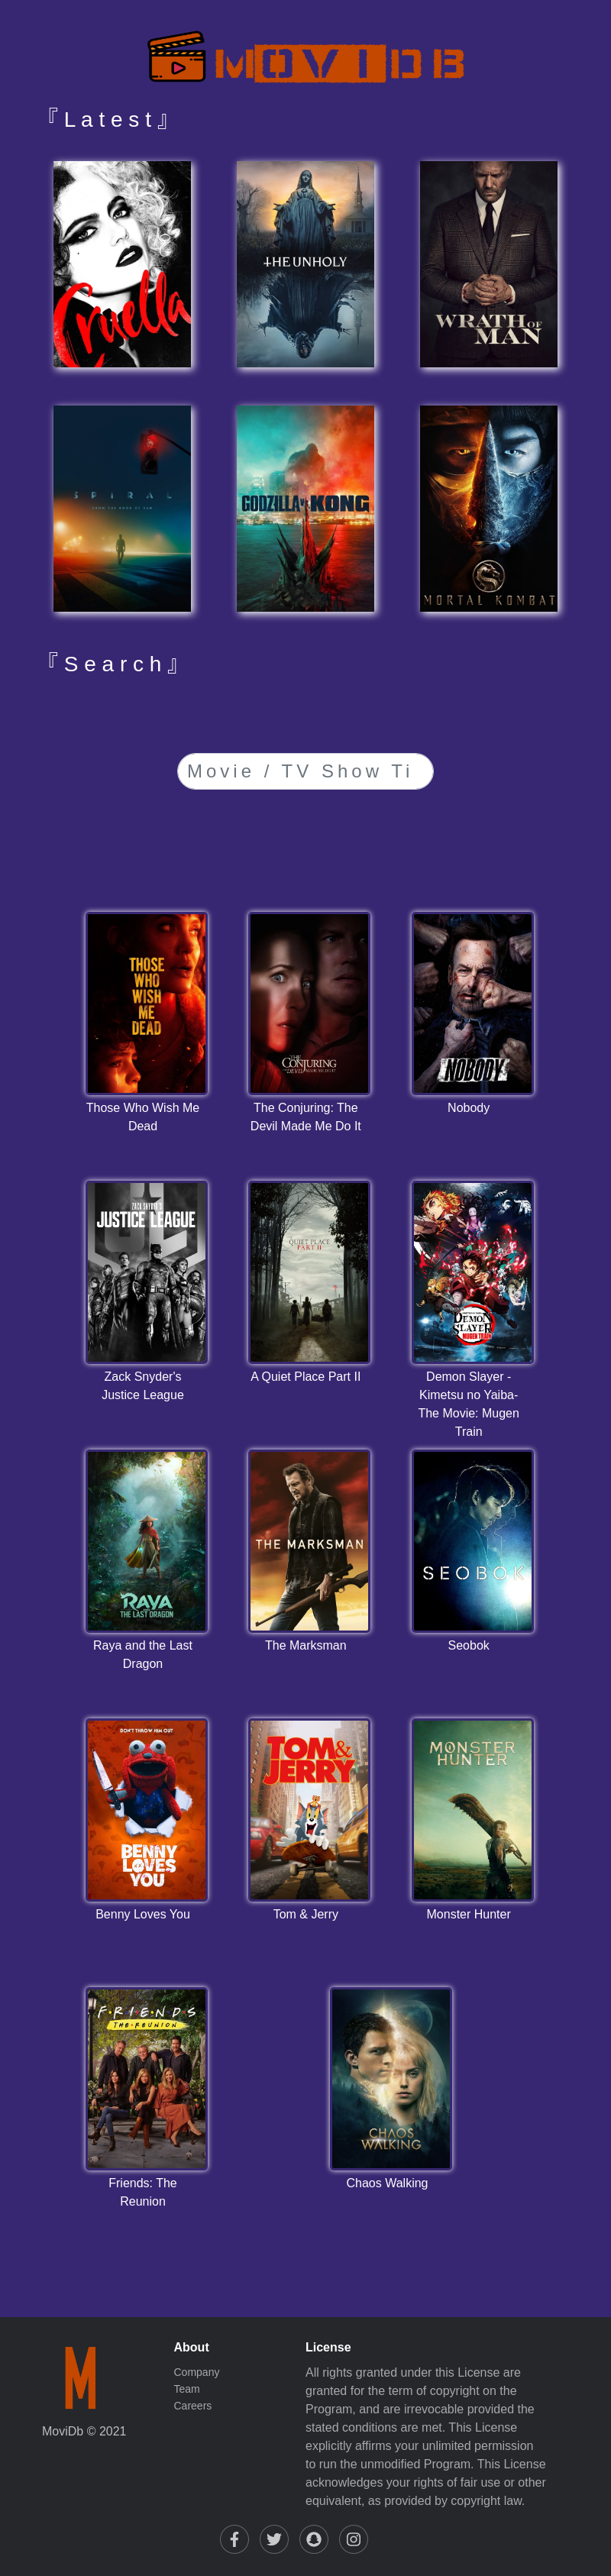 MOVIDB
『Latest』
Cruella
THE UNHOLY
WRATH OF
MAN
SPIRAL
FROM THE BOOK OF SAW
GODZILLA vs. KONG
MORTAL KOMBAT
『Search』
Movie / TV Show Ti
THOSE
WHO
WISH
ME
DEAD
THE
CONJURING
THE DEVIL MADE ME DO IT
NOBODY
Those Who Wish Me
Dead
The Conjuring: The
Devil Made Me Do It
Nobody
ZACK SNYDER'S
JUSTICE LEAGUE
A QUIET PLACE
PART II
DEMON
SLAYER
MUGEN TRAIN
Zack Snyder's
Justice League
A Quiet Place Part II
Demon Slayer -
Kimetsu no Yaiba-
The Movie: Mugen
Train
RAYA
THE LAST DRAGON
THE MARKSMAN
SEOBOK
Raya and the Last
Dragon
The Marksman
Seobok
DON'T THROW HIM OUT
BENNY
LOVES
YOU
TOM &
JERRY
MONSTER
HUNTER
Benny Loves You
Tom & Jerry
Monster Hunter
F·R·I·E·N·D·S
THE REUNION
CHAOS
WALKING
Friends: The
Reunion
Chaos Walking
M
MoviDb © 2021
About
Company
Team
Careers
License
All rights granted under this License are
granted for the term of copyright on the
Program, and are irrevocable provided the
stated conditions are met. This License
explicitly affirms your unlimited permission
to run the unmodified Program. This License
acknowledges your rights of fair use or other
equivalent, as provided by copyright law.